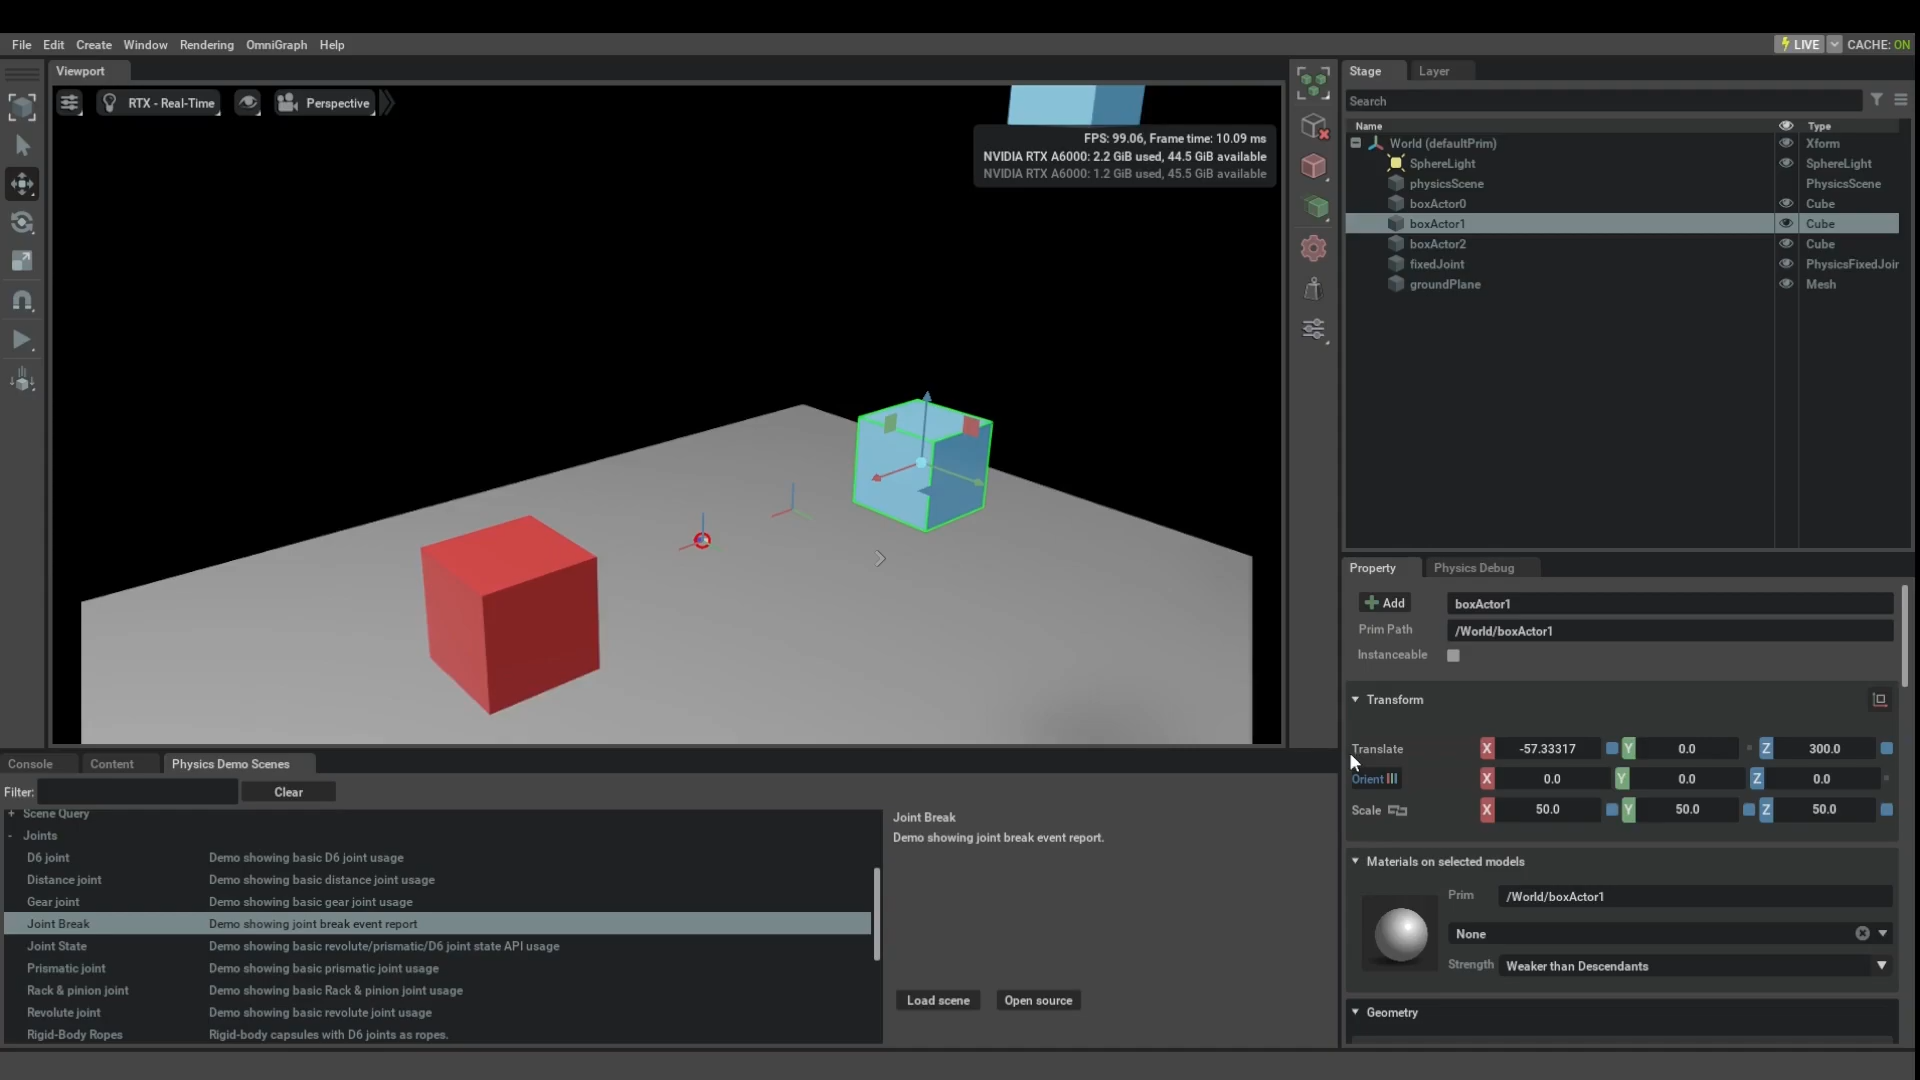 File Edit Create Window Rendering OmniGraph Help
LIVE CACHE: ON
Viewport
RTX - Real-Time
Perspective
FPS: 99.06, Frame time: 10.09 ms
NVIDIA RTX A6000: 2.2 GiB used, 44.5 GiB available
NVIDIA RTX A6000: 1.2 GiB used, 45.5 GiB available
Stage Layer
Search
Name Type
World (defaultPrim) Xform
SphereLight SphereLight
physicsScene PhysicsScene
boxActor0 Cube
boxActor1 Cube
boxActor2 Cube
fixedJoint PhysicsFixedJoir
groundPlane Mesh
Property Physics Debug
Add boxActor1
Prim Path /World/boxActor1
Instanceable
Transform
Translate X -57.33317 Y 0.0 Z 300.0
Orient X 0.0 Y 0.0 Z 0.0
Scale X 50.0 Y 50.0 Z 50.0
Materials on selected models
Prim /World/boxActor1
None
Strength Weaker than Descendants
Geometry
Console Content Physics Demo Scenes
Filter: Clear
+ Scene Query
- Joints
D6 joint Demo showing basic D6 joint usage
Distance joint Demo showing basic distance joint usage
Gear joint Demo showing basic gear joint usage
Joint Break Demo showing joint break event report
Joint State Demo showing basic revolute/prismatic/D6 joint state API usage
Prismatic joint Demo showing basic prismatic joint usage
Rack & pinion joint Demo showing basic Rack & pinion joint usage
Revolute joint Demo showing basic revolute joint usage
Rigid-Body Ropes Rigid-body capsules with D6 joints as ropes.
Joint Break
Demo showing joint break event report.
Load scene Open source